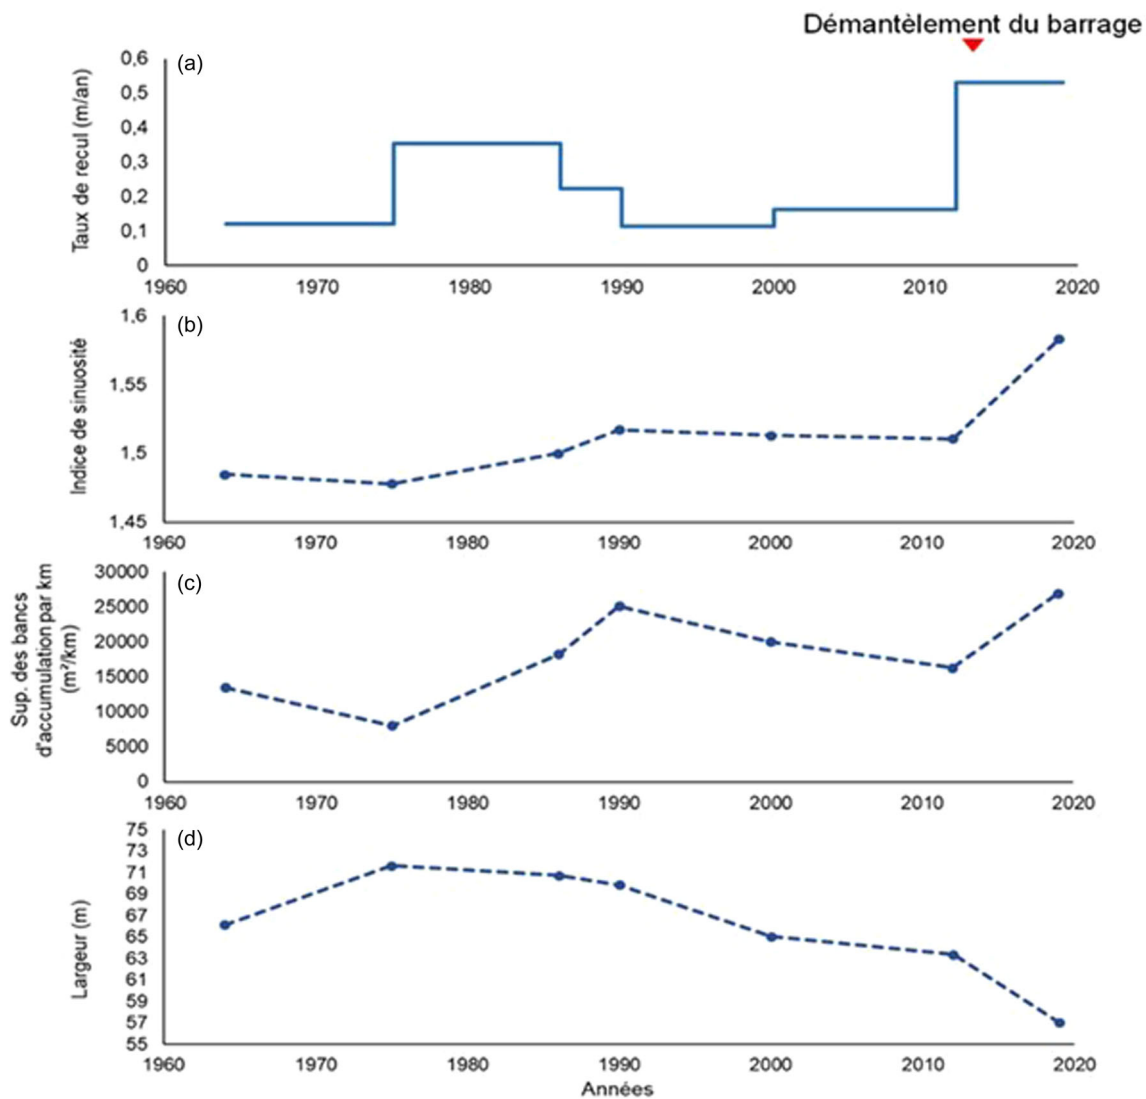 Démantèlement du barrage
(a)
Taux de recul (m/an)
0,6
0,5
0,4
0,3
0,2
0,1
0
1960 1970 1980 1990 2000 2010 2020
(b)
Indice de sinuosité
1,6
1,55
1,5
1,45
1960 1970 1980 1990 2000 2010 2020
(c)
Sup. des bancs
d'accumulation par km
(m²/km)
30000
25000
20000
15000
10000
5000
0
1960 1970 1980 1990 2000 2010 2020
(d)
Largeur (m)
75
73
71
69
67
65
63
61
59
57
55
1960 1970 1980 1990 2000 2010 2020
Années